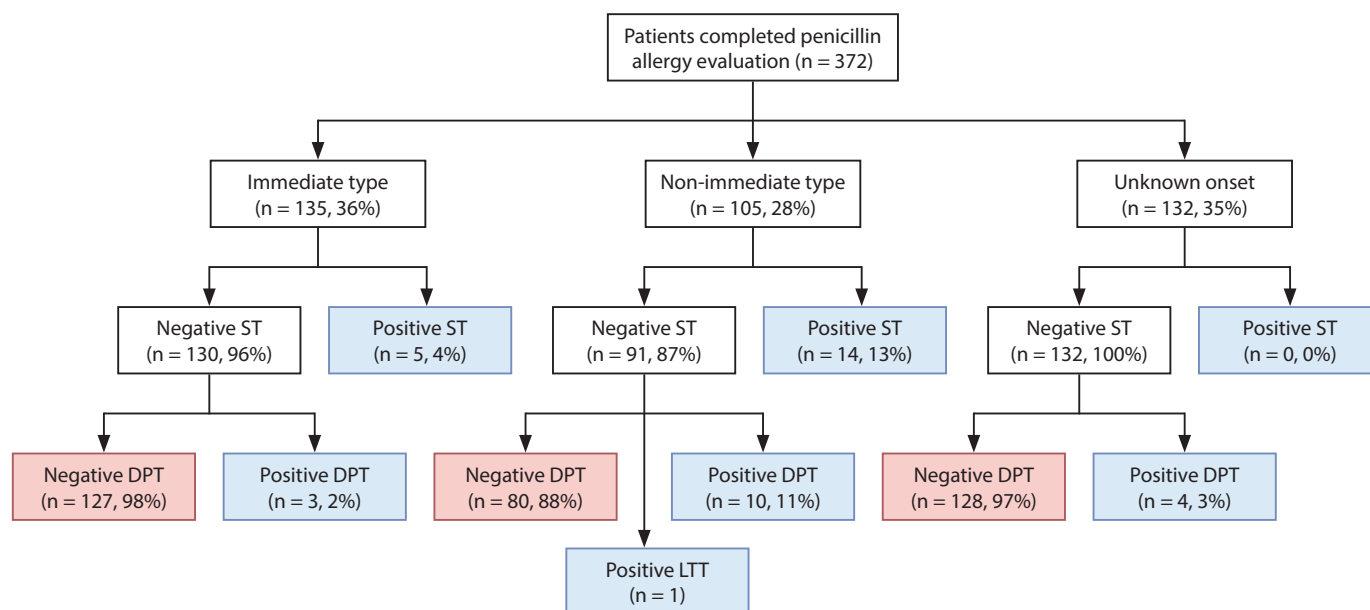 Patients completed penicillin
allergy evaluation (n = 372)
Immediate type
(n = 135, 36%)
Non-immediate type
(n = 105, 28%)
Unknown onset
(n = 132, 35%)
Negative ST
(n = 130, 96%)
Positive ST
(n = 5, 4%)
Negative ST
(n = 91, 87%)
Positive ST
(n = 14, 13%)
Negative ST
(n = 132, 100%)
Positive ST
(n = 0, 0%)
Negative DPT
(n = 127, 98%)
Positive DPT
(n = 3, 2%)
Negative DPT
(n = 80, 88%)
Positive DPT
(n = 10, 11%)
Negative DPT
(n = 128, 97%)
Positive DPT
(n = 4, 3%)
Positive LTT
(n = 1)